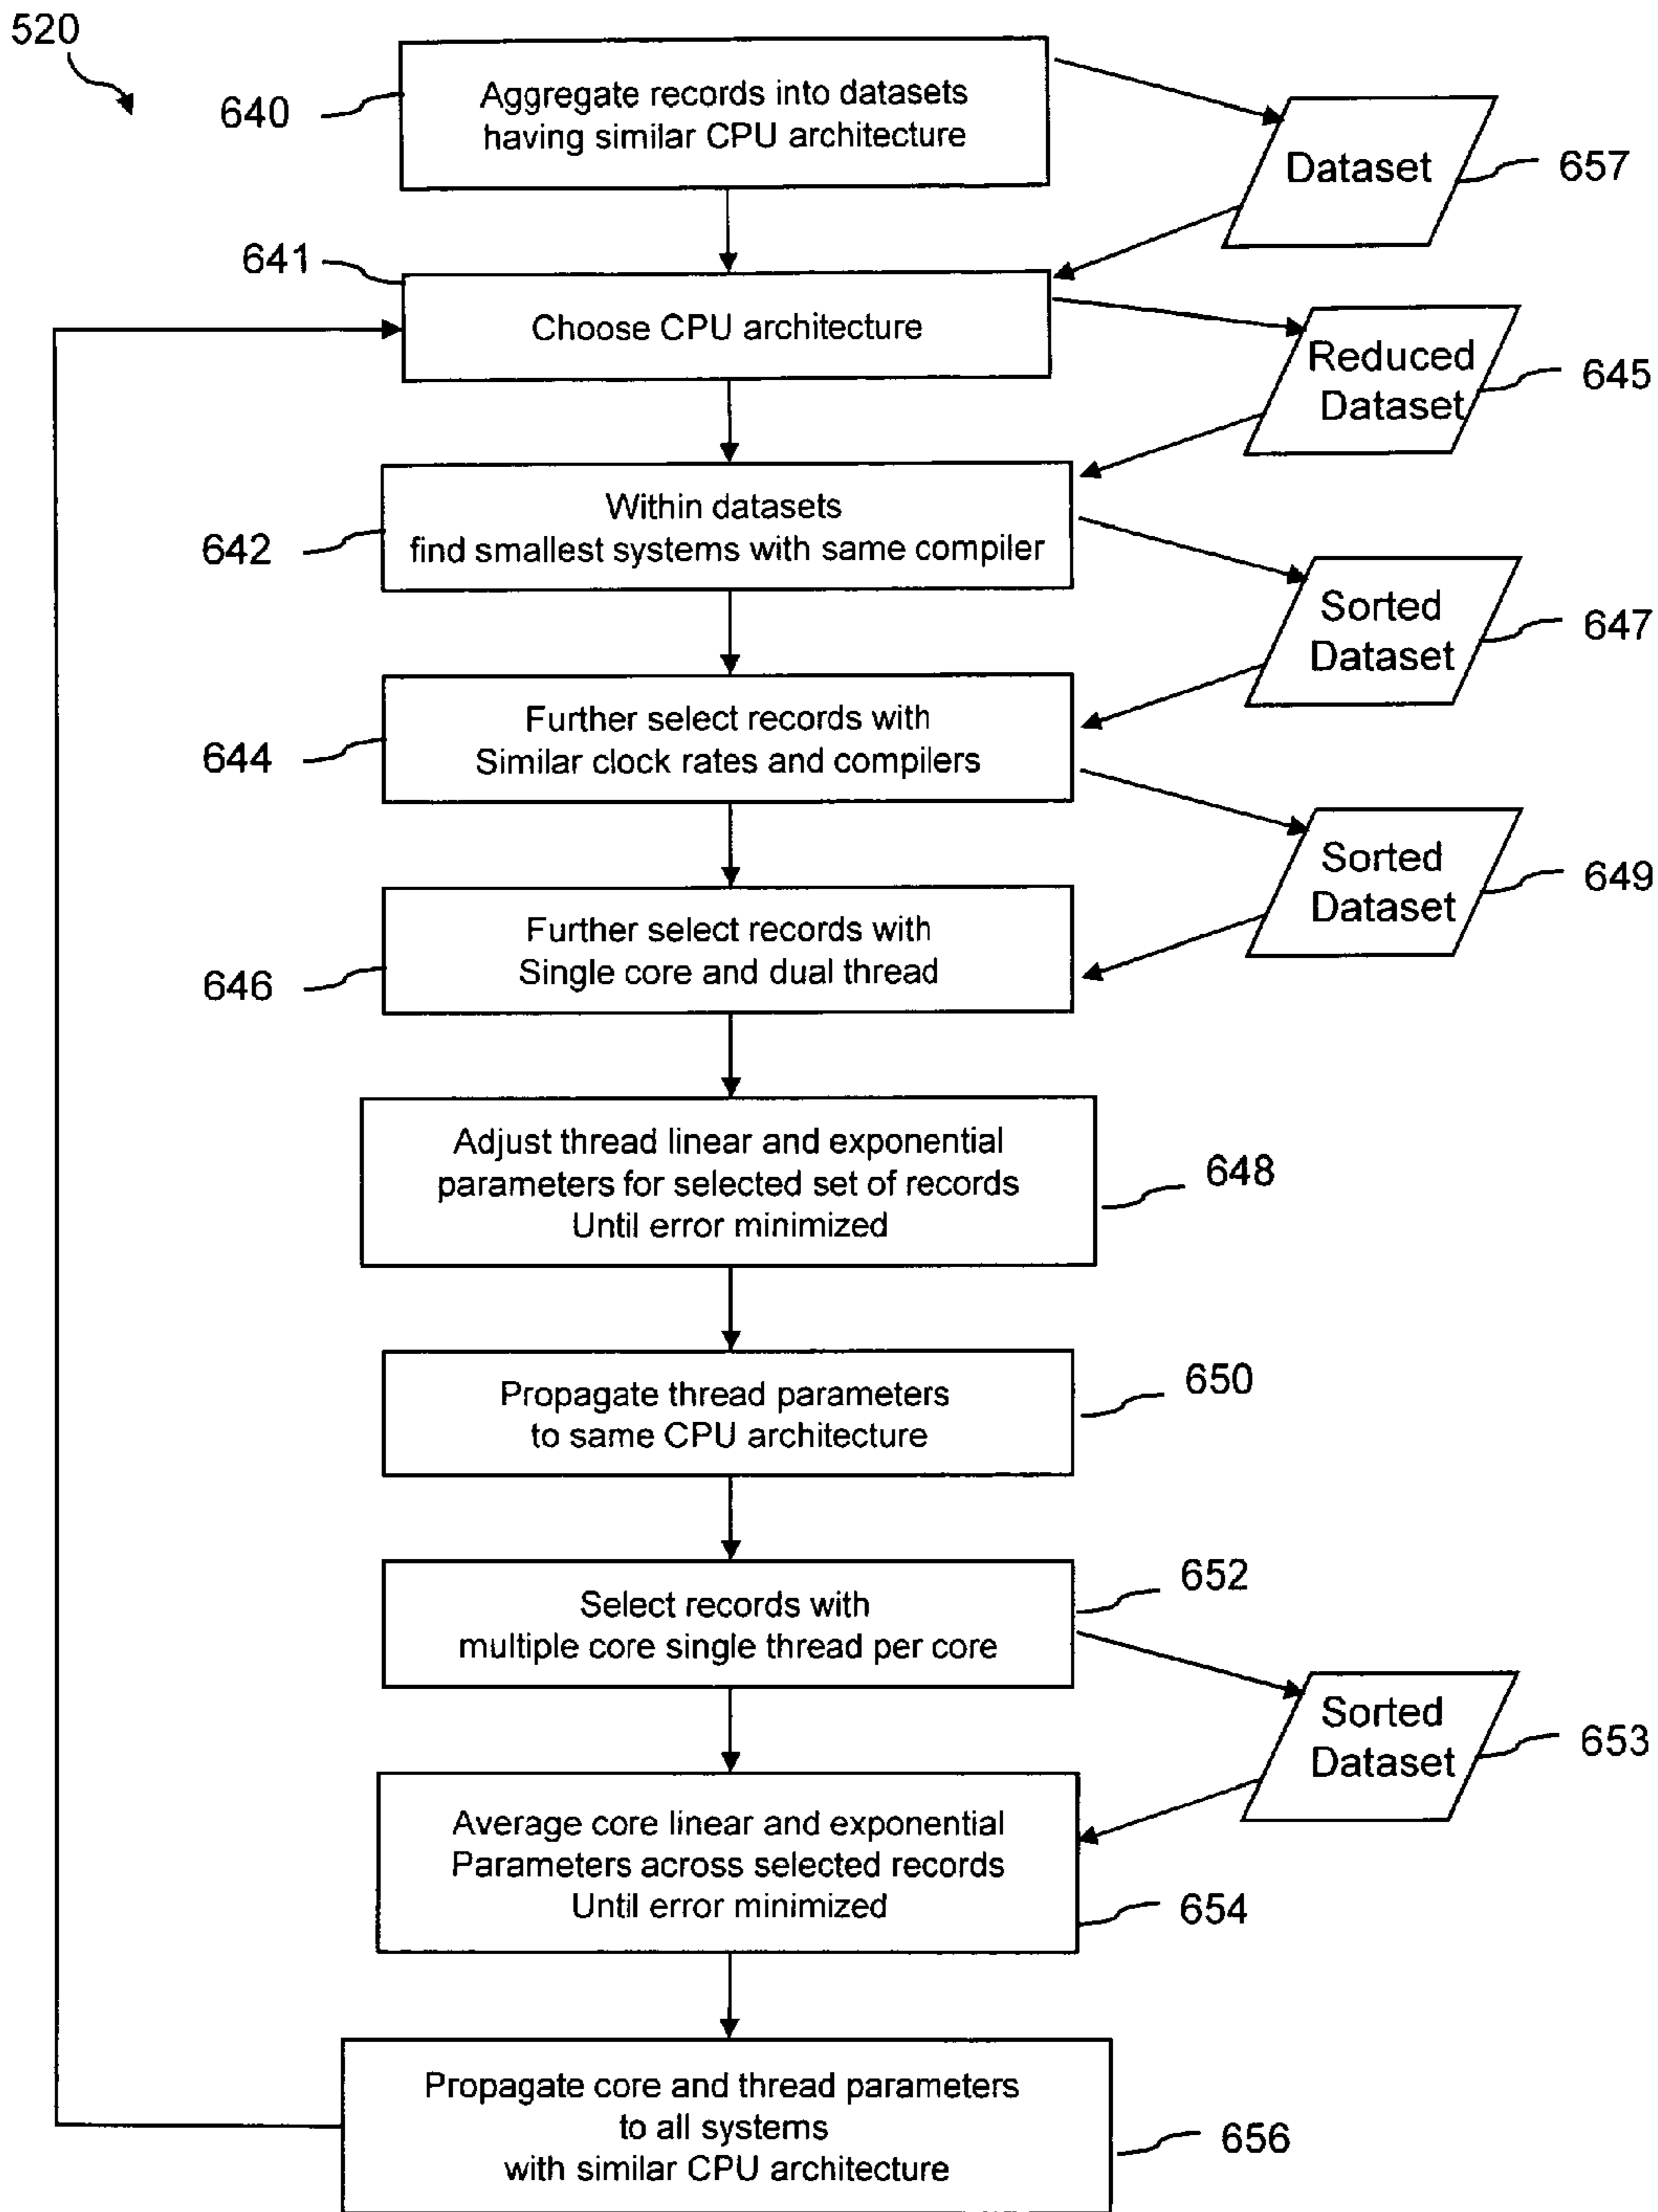 520
640
Aggregate records into datasets
having similar CPU architecture
Dataset
657
641
Choose CPU architecture
Reduced
Dataset
645
Within datasets
find smallest systems with same compiler
642
Sorted
Dataset
647
Further select records with
Similar clock rates and compilers
644
Sorted
Dataset
649
Further select records with
Single core and dual thread
646
Adjust thread linear and exponential
parameters for selected set of records
Until error minimized
648
Propagate thread parameters
to same CPU architecture
650
Select records with
multiple core single thread per core
652
Sorted
Dataset
653
Average core linear and exponential
Parameters across selected records
Until error minimized
654
Propagate core and thread parameters
to all systems
with similar CPU architecture
656